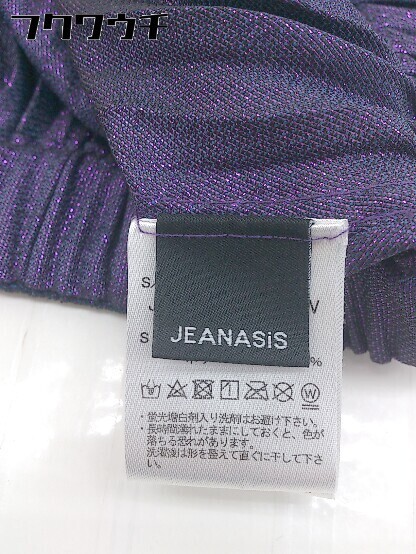 フクワウチ
JEANASiS
%
・蛍光増白剤入り洗剤はお避け下さい。
・長時間濡れたままにしておくと、色が
落ちる恐れがあります。
洗濯後は形を整えて直ぐに干して下さ
い。